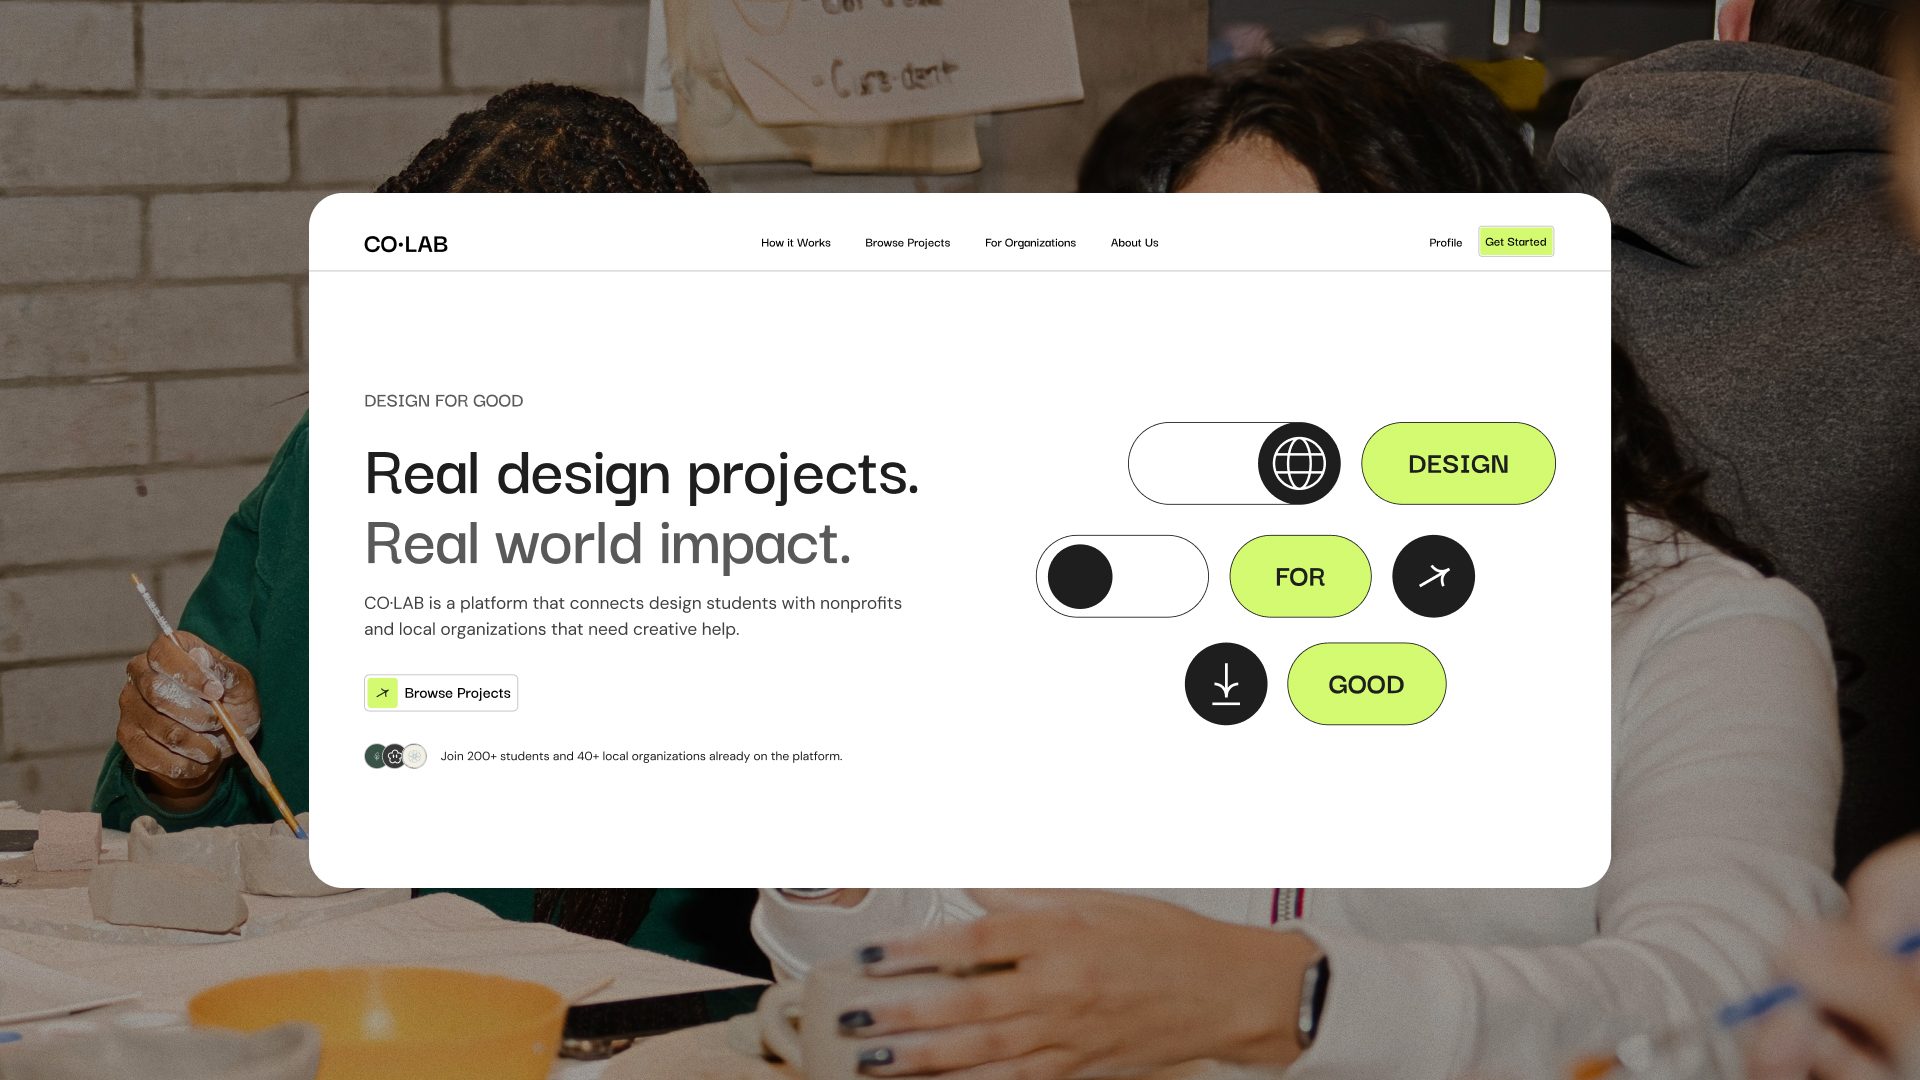 CO·LAB
How it Works
Browse Projects
For Organizations
About Us
Profile
Get Started
DESIGN FOR GOOD
Real design projects.
Real world impact.
CO·LAB is a platform that connects design students with nonprofits
and local organizations that need creative help.
Browse Projects
Join 200+ students and 40+ local organizations already on the platform.
DESIGN
FOR
GOOD